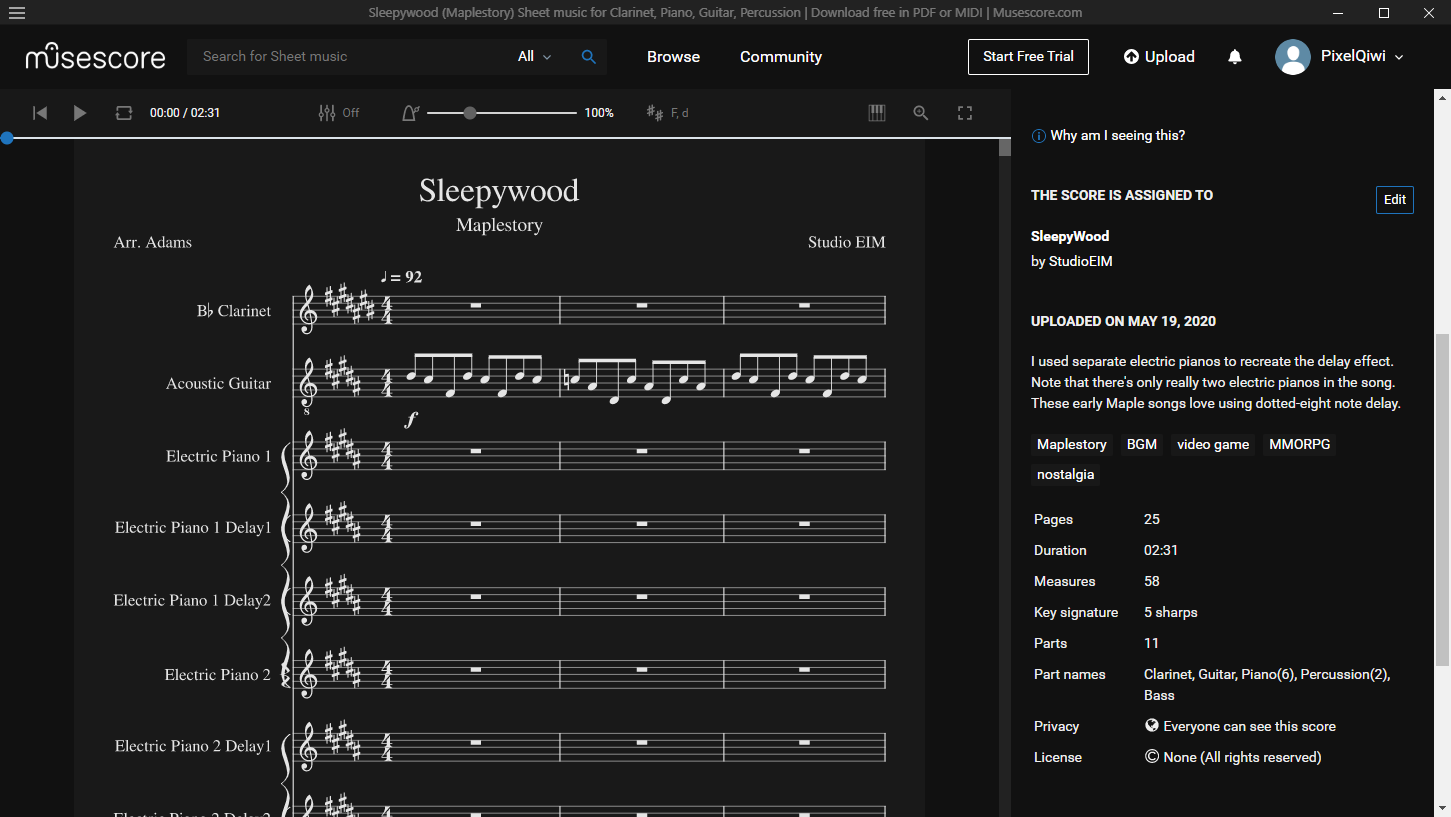 Sleepywood (Maplestory) Sheet music for Clarinet, Piano, Guitar, Percussion | Download free in PDF or MIDI | Musescore.com
musescore
Search for Sheet music
All
Browse
Community
Start Free Trial
Upload
PixelQiwi
00:00 / 02:31
Off
100%
F, d
Sleepywood
Maplestory
Arr. Adams
Studio EIM
♩ = 92
B♭ Clarinet
Acoustic Guitar
8
f
Electric Piano 1
Electric Piano 1 Delay1
Electric Piano 1 Delay2
Electric Piano 2
Electric Piano 2 Delay1
Electric Piano 2 Delay2
Why am I seeing this?
THE SCORE IS ASSIGNED TO
Edit
SleepyWood
by StudioEIM
UPLOADED ON MAY 19, 2020
I used separate electric pianos to recreate the delay effect.
Note that there's only really two electric pianos in the song.
These early Maple songs love using dotted-eight note delay.
Maplestory BGM video game MMORPG
nostalgia
Pages 25
Duration 02:31
Measures 58
Key signature 5 sharps
Parts 11
Part names Clarinet, Guitar, Piano(6), Percussion(2),
Bass
Privacy Everyone can see this score
License © None (All rights reserved)